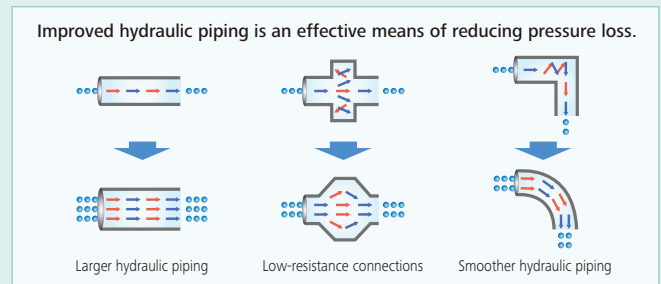 Improved hydraulic piping is an effective means of reducing pressure loss.
Larger hydraulic piping
Low-resistance connections
Smoother hydraulic piping